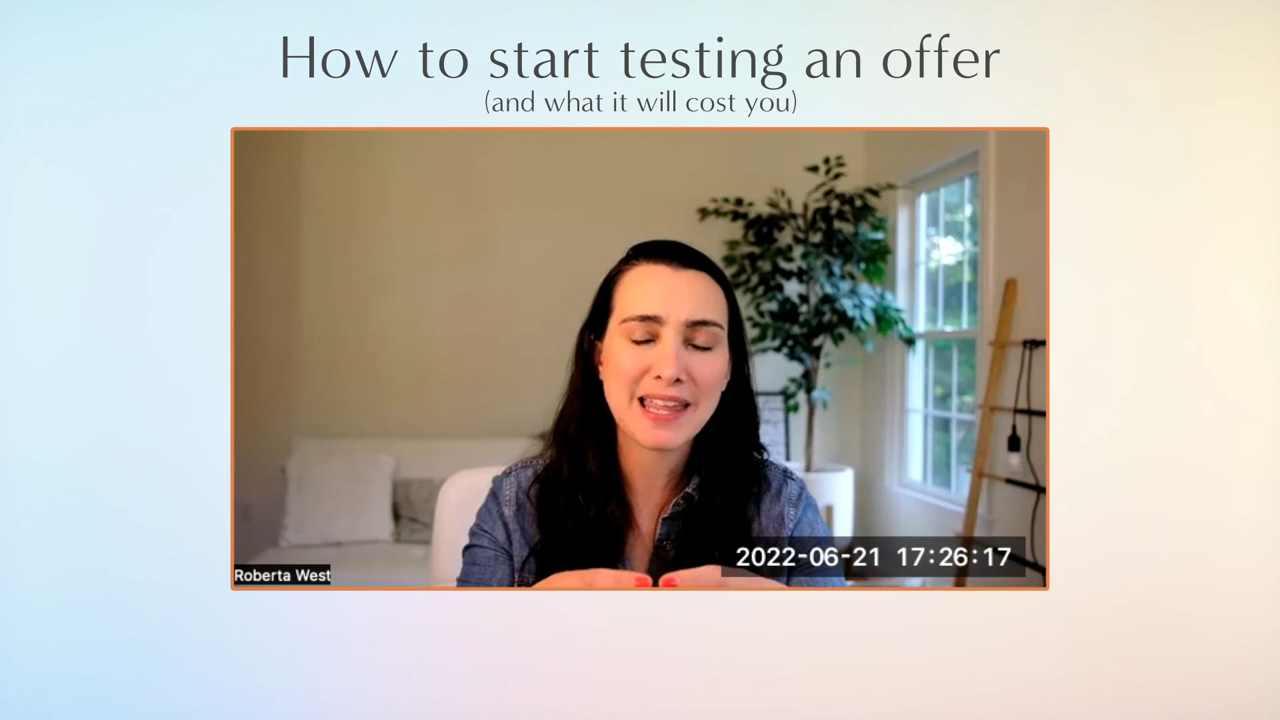 How to start testing an offer
(and what it will cost you)
2022-06-21 17:26:17
Roberta West